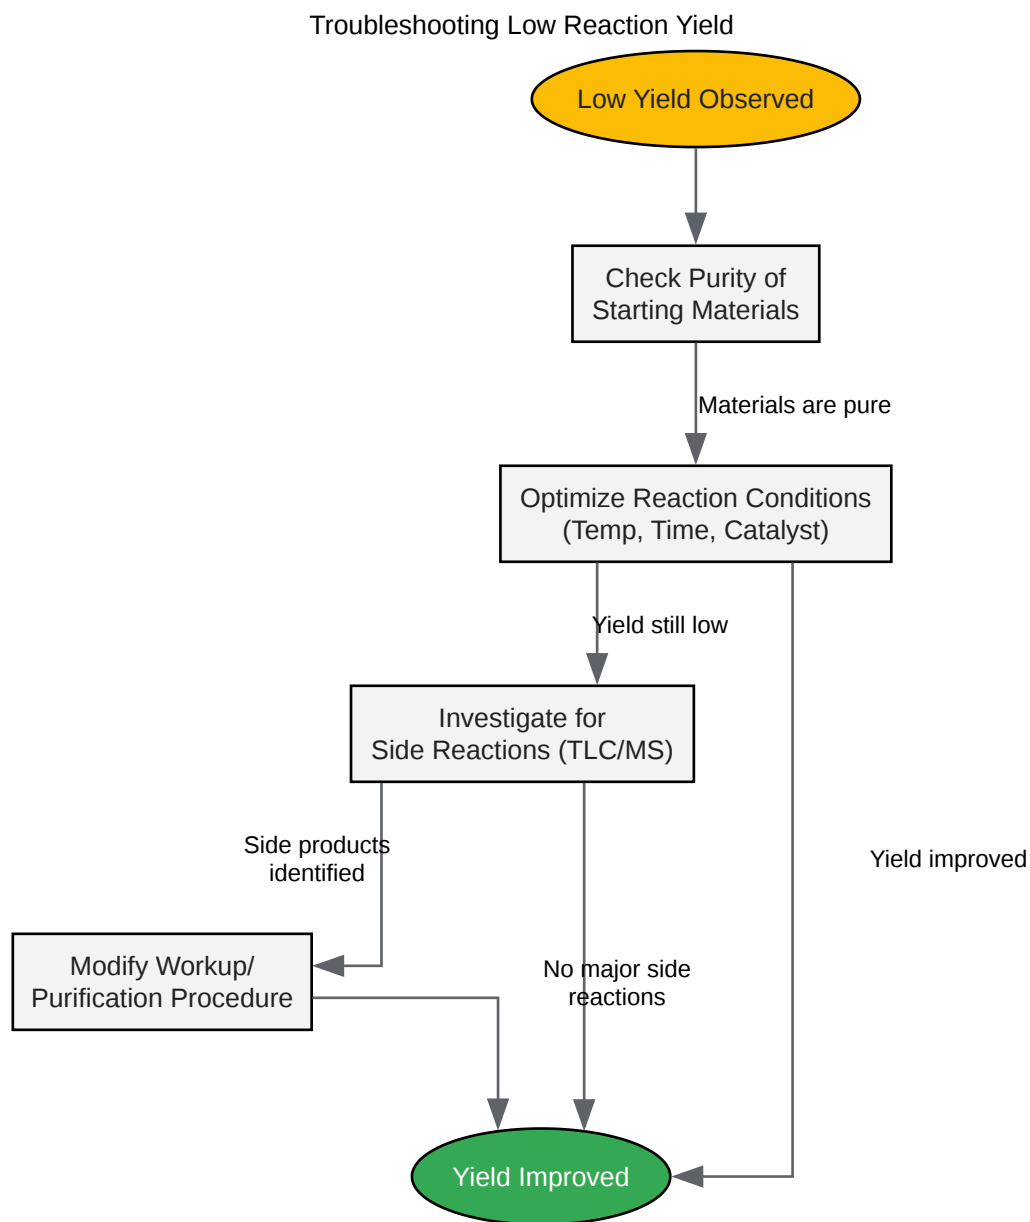 Troubleshooting Low Reaction Yield
Low Yield Observed
Check Purity of
Starting Materials
Materials are pure
Optimize Reaction Conditions
(Temp, Time, Catalyst)
Yield still low
Investigate for
Side Reactions (TLC/MS)
Side products
identified
Yield improved
Modify Workup/
Purification Procedure
No major side
reactions
Yield Improved